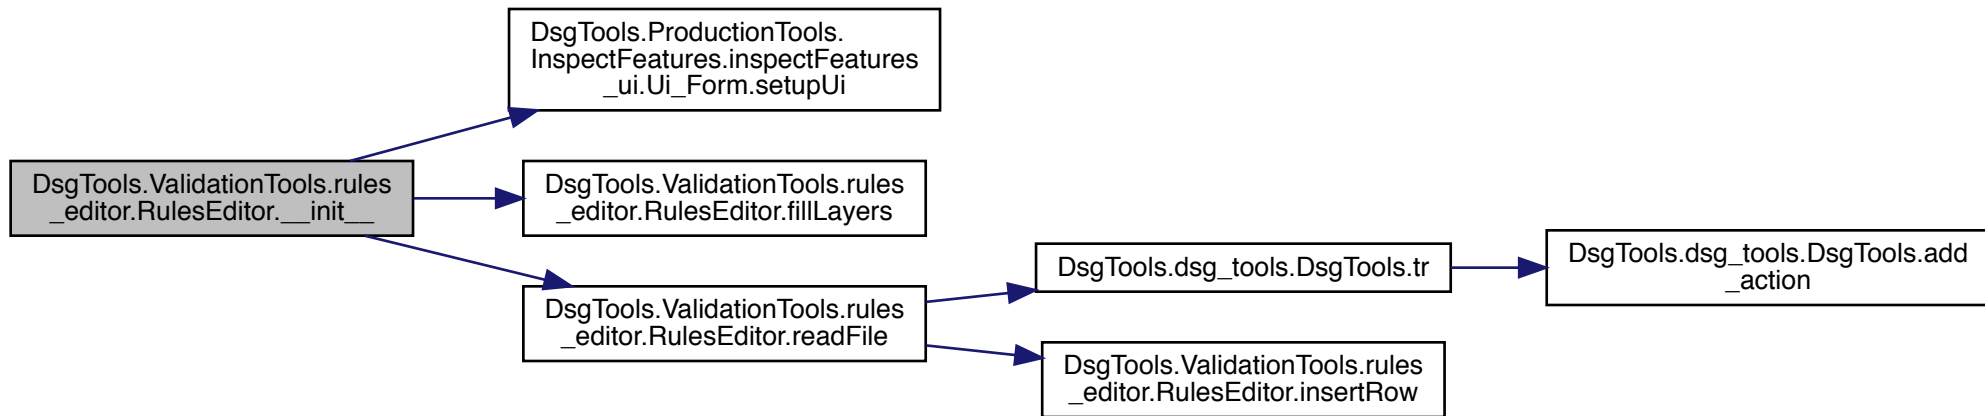 DsgTools.ProductionTools.
InspectFeatures.inspectFeatures
_ui.Ui_Form.setupUi
DsgTools.ValidationTools.rules
_editor.RulesEditor.__init__
DsgTools.ValidationTools.rules
_editor.RulesEditor.fillLayers
DsgTools.ValidationTools.rules
_editor.RulesEditor.readFile
DsgTools.dsg_tools.DsgTools.tr
DsgTools.dsg_tools.DsgTools.add
_action
DsgTools.ValidationTools.rules
_editor.RulesEditor.insertRow